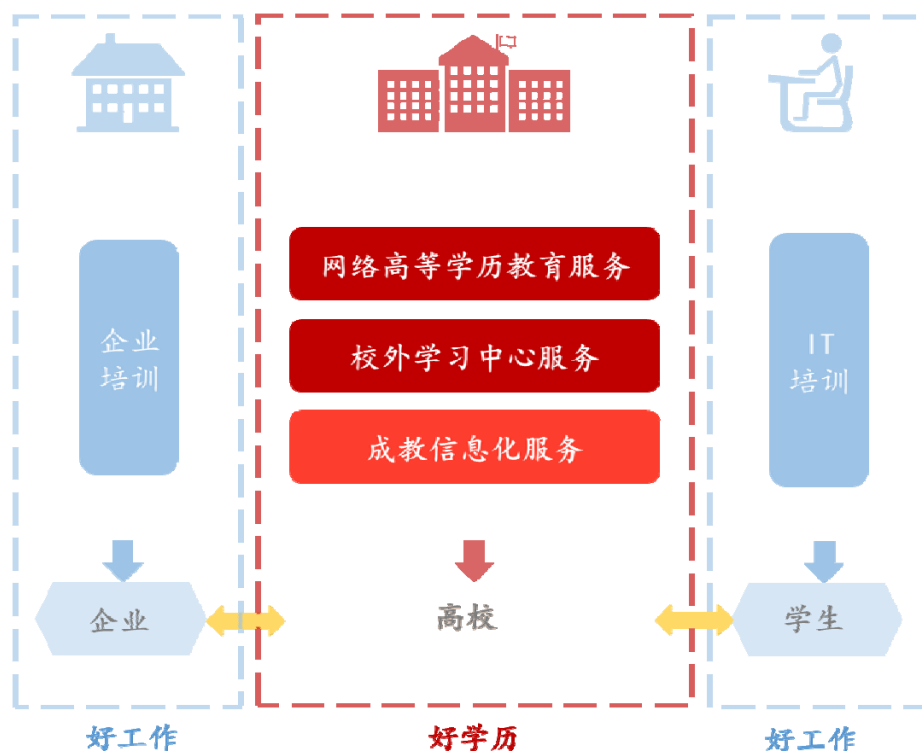 网络高等学历教育服务
校外学习中心服务
成教信息化服务
企业
培训
IT
培训
企业
高校
学生
好工作
好学历
好工作